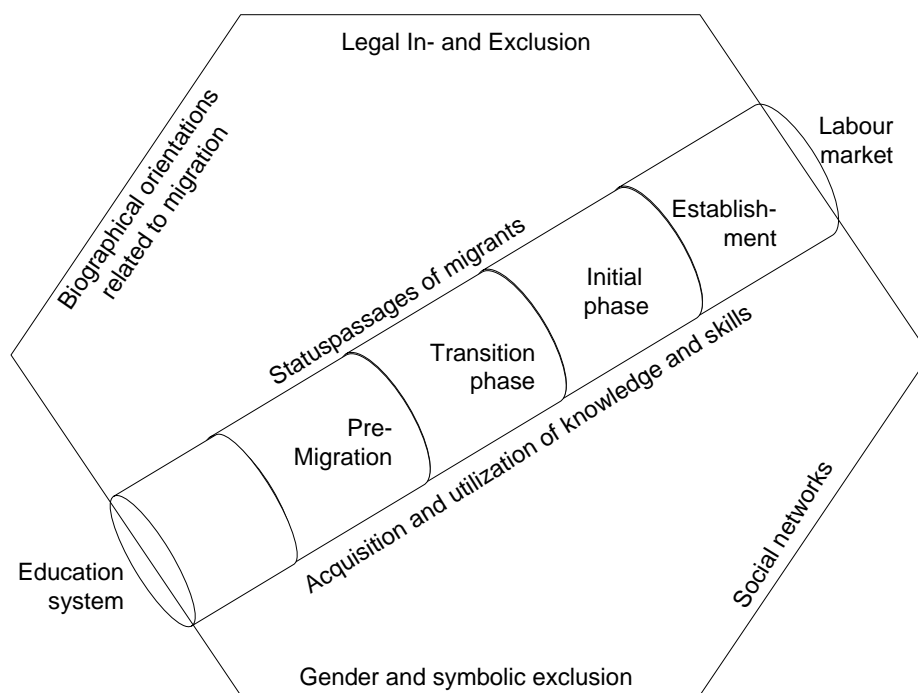 Legal In- and Exclusion
Biographical orientations
related to migration
Labour
market
Statuspassages of migrants
Establish-
ment
Initial
phase
Transition
phase
Pre-
Migration
Acquisition and utilization of knowledge and skills
Education
system
Social networks
Gender and symbolic exclusion